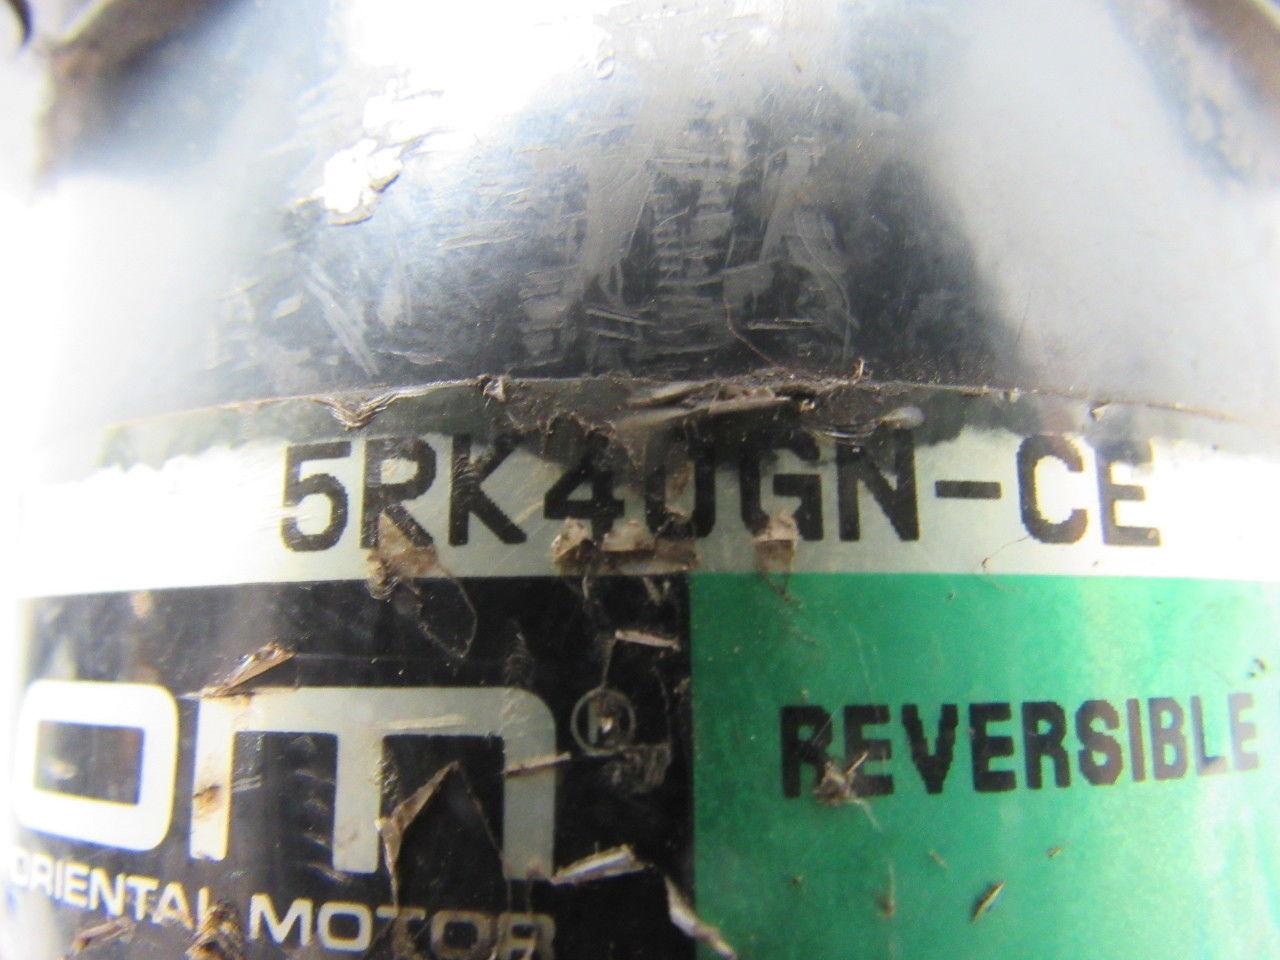 5RK40GN-CE
om ®
REVERSIBLE
ORIENTAL MOTOR